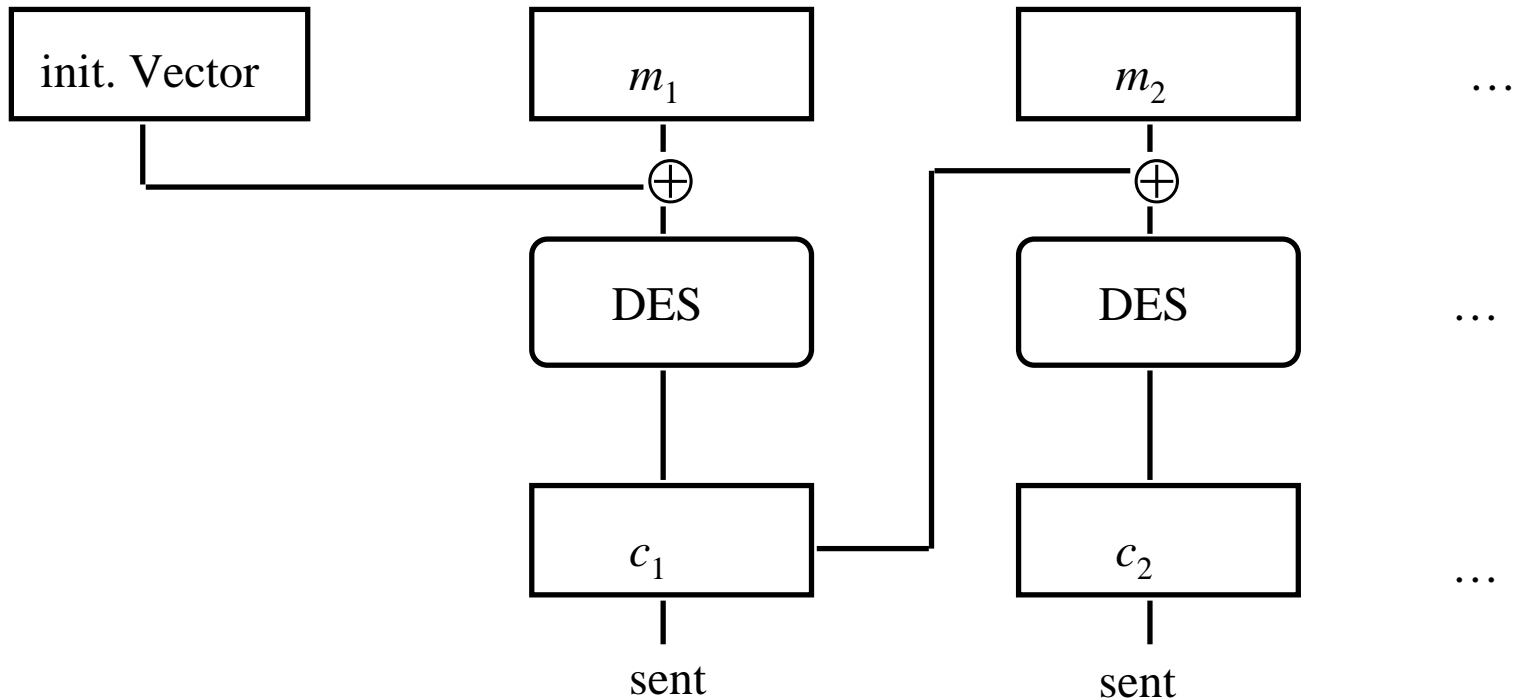 init. Vector
m₁
m₂
…
DES
DES
…
c₁
c₂
…
sent
sent